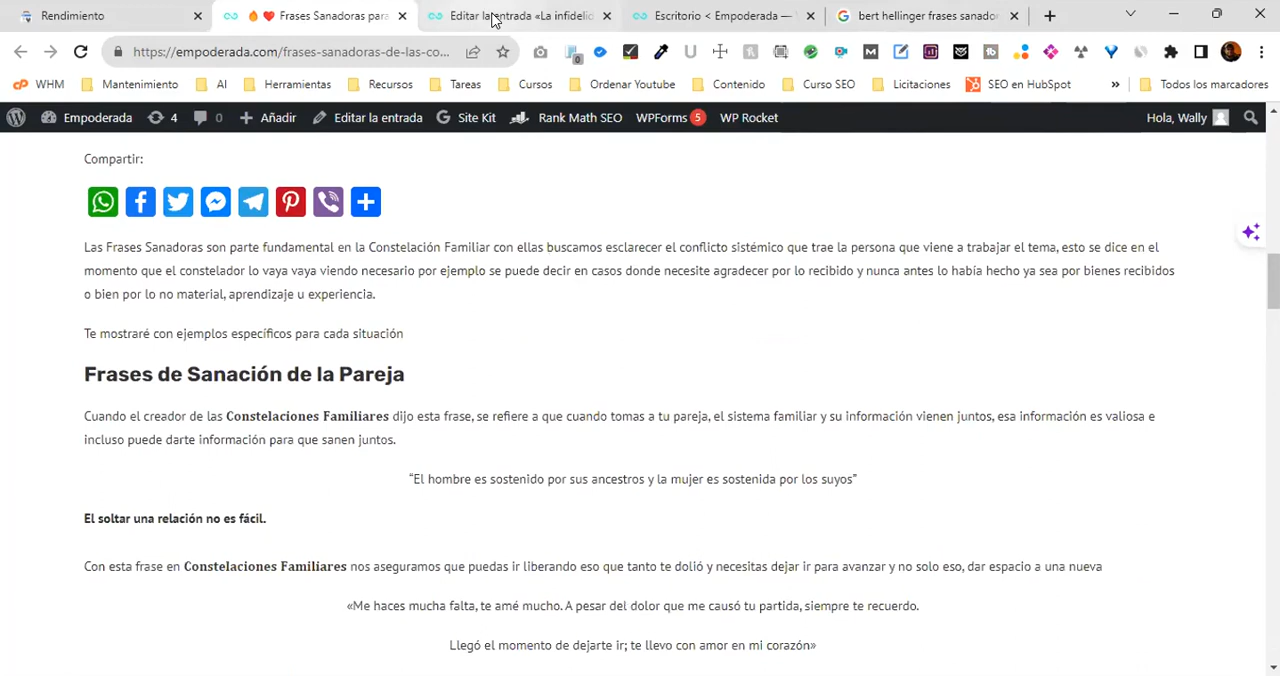 Rendimiento
🔥❤️ Frases Sanadoras para
Editar la entrada «La infidelid
Escritorio < Empoderada —
bert hellinger frases sanador
https://empoderada.com/frases-sanadoras-de-las-co...
WHM
Mantenimiento
AI
Herramientas
Recursos
Tareas
Cursos
Ordenar Youtube
Contenido
Curso SEO
Licitaciones
SEO en HubSpot
»
Todos los marcadores
Empoderada
4
0
Añadir
Editar la entrada
Site Kit
Rank Math SEO
WPForms 5
WP Rocket
Hola, Wally
Compartir:
Las Frases Sanadoras son parte fundamental en la Constelación Familiar con ellas buscamos esclarecer el conflicto sistémico que trae la persona que viene a trabajar el tema, esto se dice en el
momento que el constelador lo vaya vaya viendo necesario por ejemplo se puede decir en casos donde necesite agradecer por lo recibido y nunca antes lo había hecho ya sea por bienes recibidos
o bien por lo no material, aprendizaje u experiencia.
Te mostraré con ejemplos específicos para cada situación
Frases de Sanación de la Pareja
Cuando el creador de las Constelaciones Familiares dijo esta frase, se refiere a que cuando tomas a tu pareja, el sistema familiar y su información vienen juntos, esa información es valiosa e
incluso puede darte información para que sanen juntos.
“El hombre es sostenido por sus ancestros y la mujer es sostenida por los suyos”
El soltar una relación no es fácil.
Con esta frase en Constelaciones Familiares nos aseguramos que puedas ir liberando eso que tanto te dolió y necesitas dejar ir para avanzar y no solo eso, dar espacio a una nueva
«Me haces mucha falta, te amé mucho. A pesar del dolor que me causó tu partida, siempre te recuerdo.
Llegó el momento de dejarte ir; te llevo con amor en mi corazón»